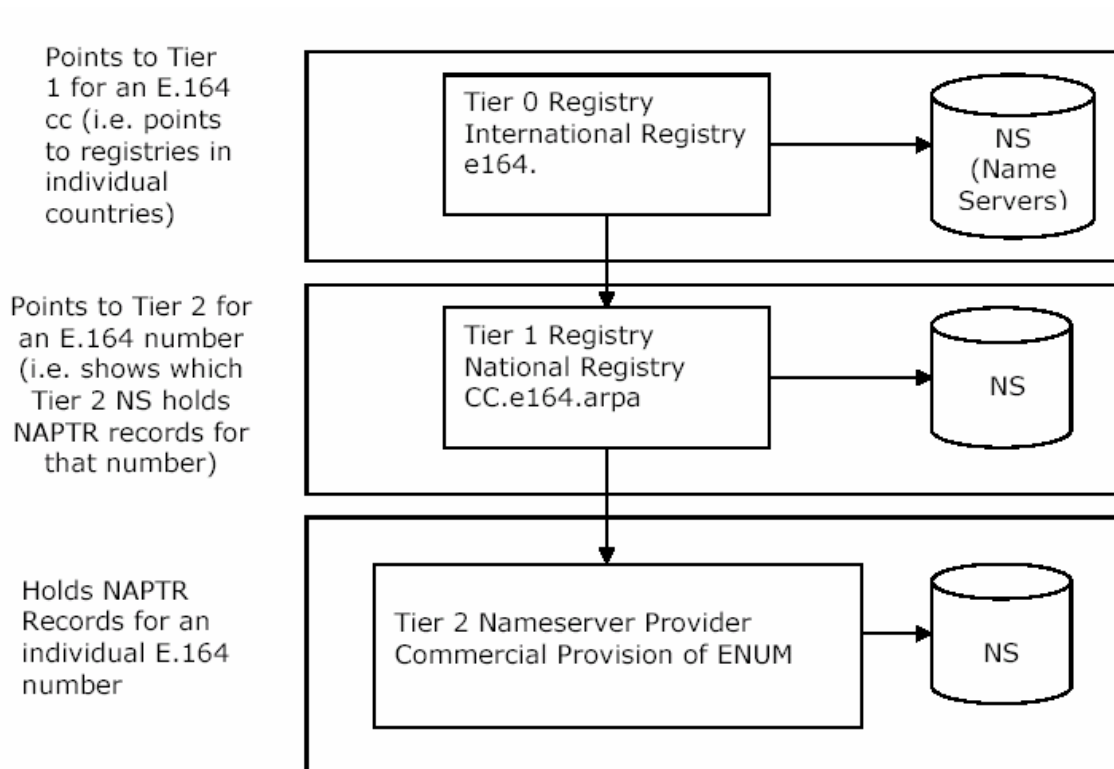 Points to Tier
1 for an E.164
cc (i.e. points
to registries in
individual
countries)
Tier 0 Registry
International Registry
e164.
NS
(Name
Servers)
Points to Tier 2 for
an E.164 number
(i.e. shows which
Tier 2 NS holds
NAPTR records for
that number)
Tier 1 Registry
National Registry
CC.e164.arpa
NS
Holds NAPTR
Records for an
individual E.164
number
Tier 2 Nameserver Provider
Commercial Provision of ENUM
NS